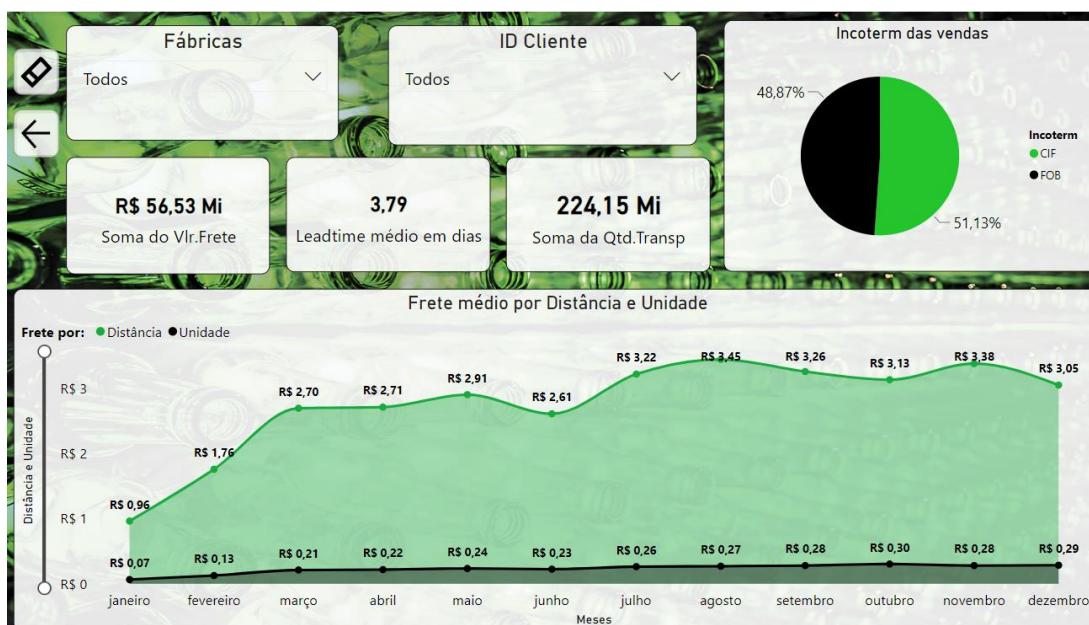 Fábricas
Todos
ID Cliente
Todos
Incoterm das vendas
48,87%
51,13%
Incoterm
CIF
FOB
R$ 56,53 Mi
Soma do Vlr.Frete
3,79
Leadtime médio em dias
224,15 Mi
Soma da Qtd.Transp
Frete médio por Distância e Unidade
Frete por: Distância Unidade
Distância e Unidade
R$ 3
R$ 2
R$ 1
R$ 0
R$ 0,96
R$ 1,76
R$ 2,70
R$ 2,71
R$ 2,91
R$ 2,61
R$ 3,22
R$ 3,45
R$ 3,26
R$ 3,13
R$ 3,38
R$ 3,05
R$ 0,07
R$ 0,13
R$ 0,21
R$ 0,22
R$ 0,24
R$ 0,23
R$ 0,26
R$ 0,27
R$ 0,28
R$ 0,30
R$ 0,28
R$ 0,29
janeiro fevereiro março abril maio junho julho agosto setembro outubro novembro dezembro
Meses